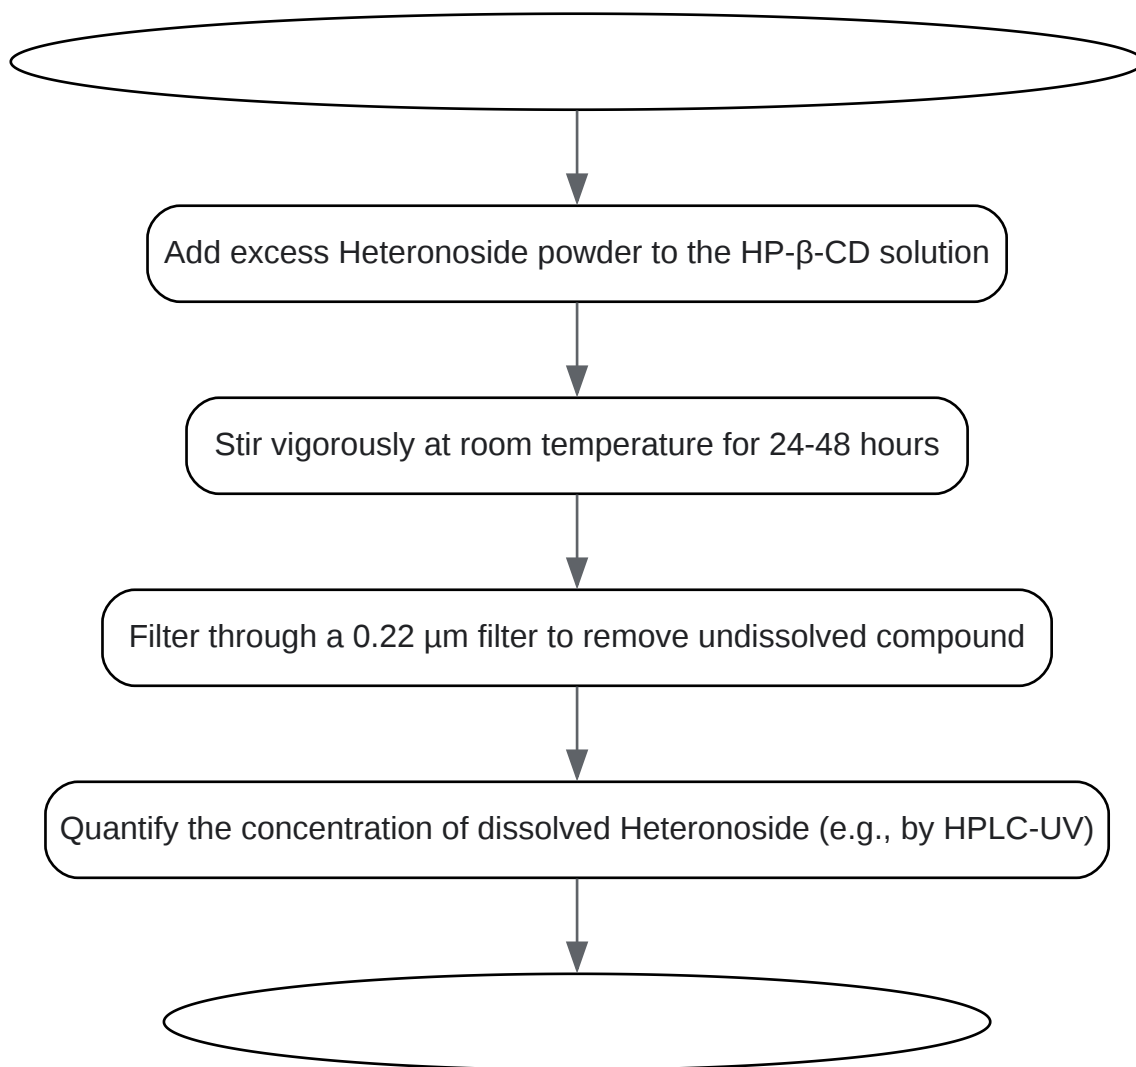 Add excess Heteronoside powder to the HP-β-CD solution
Stir vigorously at room temperature for 24-48 hours
Filter through a 0.22 µm filter to remove undissolved compound
Quantify the concentration of dissolved Heteronoside (e.g., by HPLC-UV)